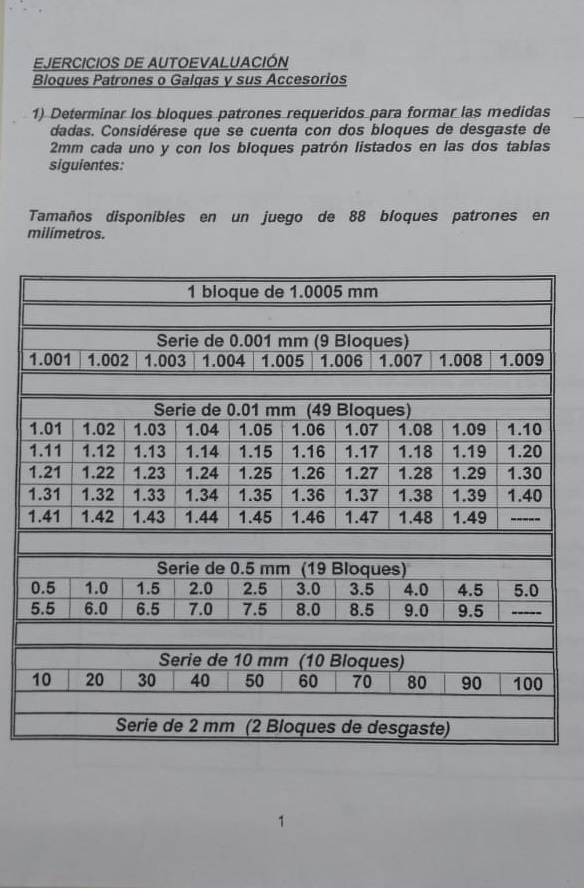 EJERCICIOS DE AUTOEVALUACIÓN
Bloques Patrones o Galgas y sus Accesorios
1) Determinar los bloques patrones requeridos para formar las medidas
dadas. Considérese que se cuenta con dos bloques de desgaste de
2mm cada uno y con los bloques patrón listados en las dos tablas
siguientes:
Tamaños disponibles en un juego de 88 bloques patrones en
milímetros.
1 bloque de 1.0005 mm
Serie de 0.001 mm (9 Bloques)
1.001 1.002 1.003 1.004 1.005 1.006 1.007 1.008 1.009
Serie de 0.01 mm (49 Bloques)
1.01 1.02 1.03 1.04 1.05 1.06 1.07 1.08 1.09 1.10
1.11 1.12 1.13 1.14 1.15 1.16 1.17 1.18 1.19 1.20
1.21 1.22 1.23 1.24 1.25 1.26 1.27 1.28 1.29 1.30
1.31 1.32 1.33 1.34 1.35 1.36 1.37 1.38 1.39 1.40
1.41 1.42 1.43 1.44 1.45 1.46 1.47 1.48 1.49 -----
Serie de 0.5 mm (19 Bloques)
0.5 1.0 1.5 2.0 2.5 3.0 3.5 4.0 4.5 5.0
5.5 6.0 6.5 7.0 7.5 8.0 8.5 9.0 9.5 -----
Serie de 10 mm (10 Bloques)
10 20 30 40 50 60 70 80 90 100
Serie de 2 mm (2 Bloques de desgaste)
1